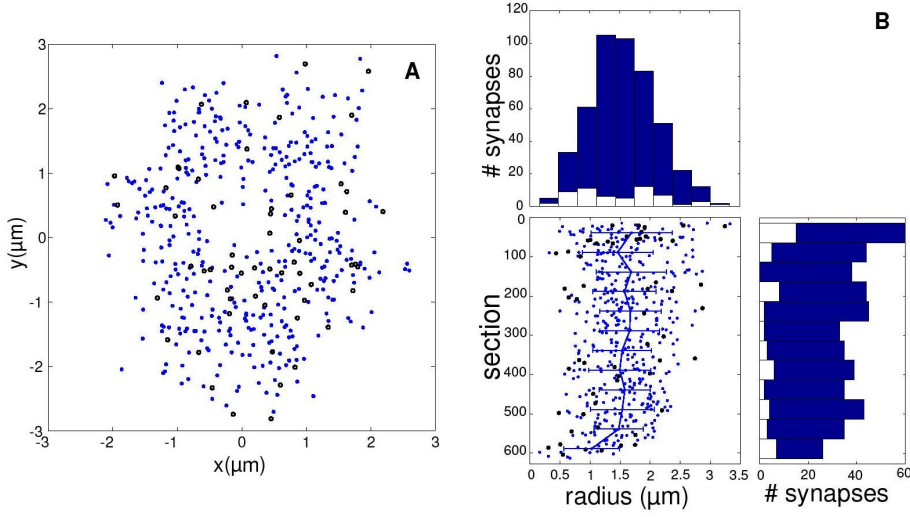 A
3
2
1
0
-1
-2
-3
-3 -2 -1 0 1 2 3
y(µm)
x(µm)
B
120
100
80
60
40
20
0
# synapses
0
100
200
300
400
500
600
section
0 0.5 1 1.5 2 2.5 3 3.5
radius (µm)
0 20 40 60
# synapses